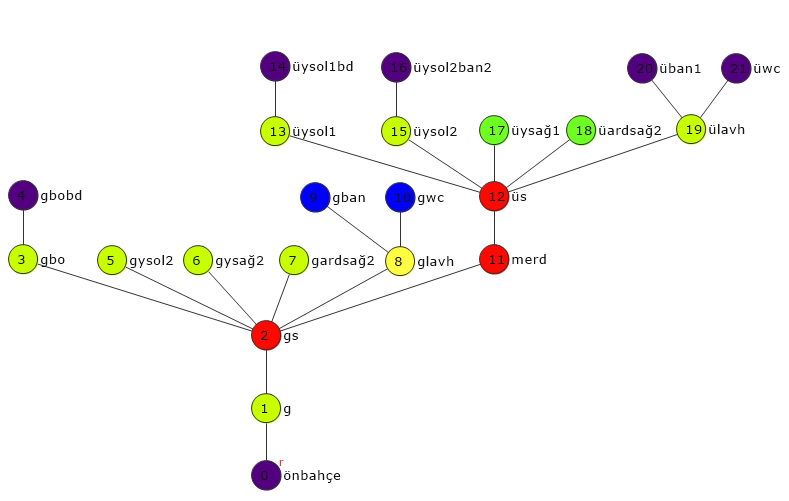 14 üysol1bd
16 üysol2ban2
20 üban1
21 üwc
13 üysol1
15 üysol2
17 üysağ1
18 üardsağ2
19 ülavh
4 gbobd
9 gban
10 gwc
12 üs
3 gbo
5 gysol2
6 gysağ2
7 gardsağ2
8 glavh
11 merd
2 gs
1 g
r
0 önbahçe